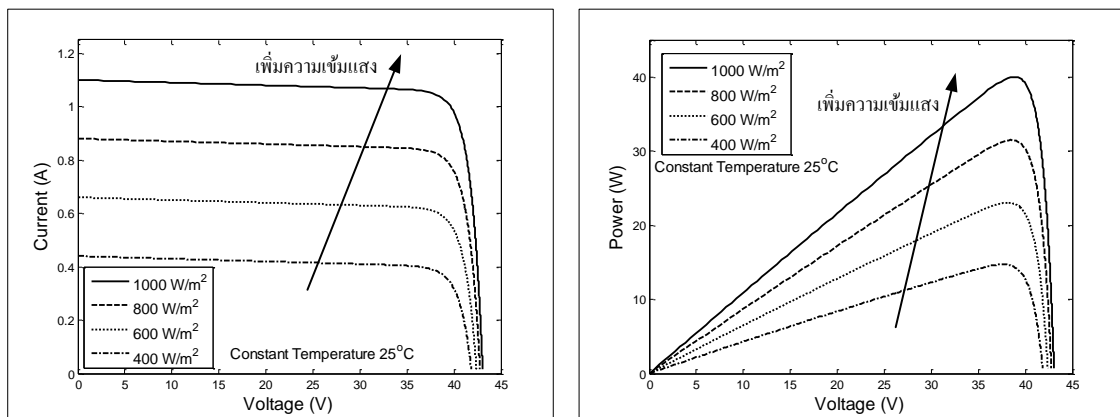 1.2
1
0.8
0.6
0.4
0.2
0
Current (A)
เพิ่มความเข้มแสง
1000 W/m²
800 W/m²
600 W/m²
400 W/m²
Constant Temperature 25°C
0 5 10 15 20 25 30 35 40 45
Voltage (V)
40
30
20
10
0
Power (W)
1000 W/m²
800 W/m²
600 W/m²
400 W/m²
เพิ่มความเข้มแสง
Constant Temperature 25°C
0 5 10 15 20 25 30 35 40 45
Voltage (V)